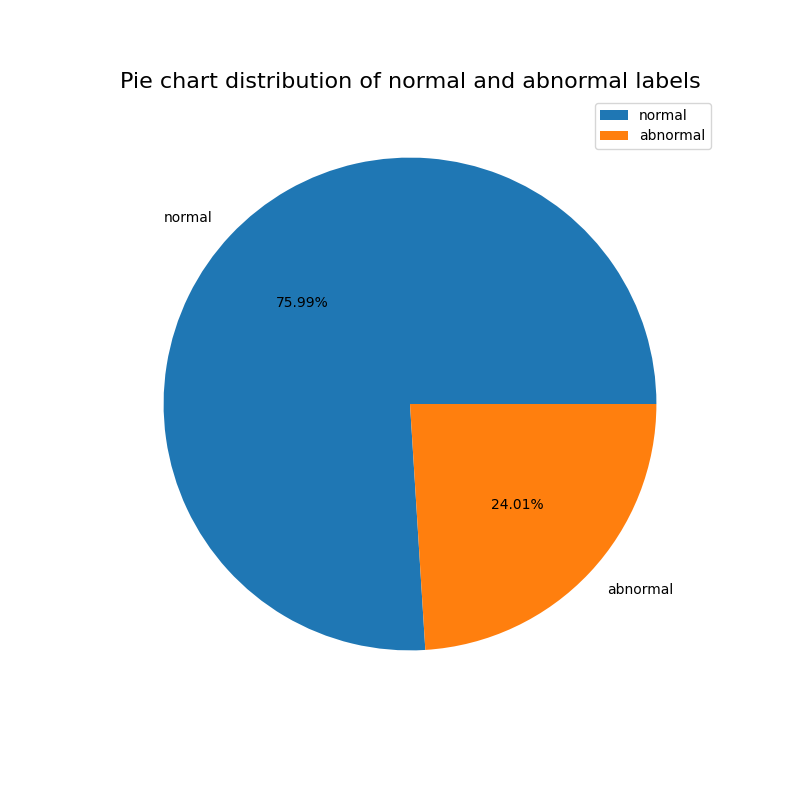 Pie chart distribution of normal and abnormal labels
normal
abnormal
normal
75.99%
24.01%
abnormal